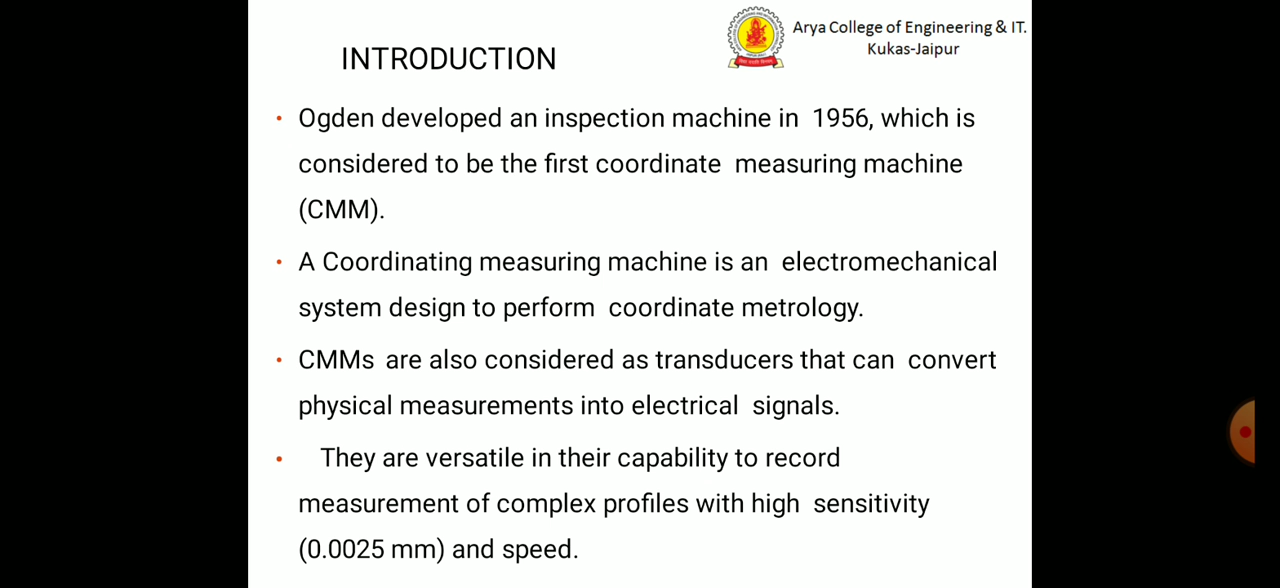 Arya College of Engineering & IT.
Kukas-Jaipur
INTRODUCTION
• Ogden developed an inspection machine in 1956, which is
considered to be the first coordinate measuring machine
(CMM).
• A Coordinating measuring machine is an electromechanical
system design to perform coordinate metrology.
• CMMs are also considered as transducers that can convert
physical measurements into electrical signals.
• They are versatile in their capability to record
measurement of complex profiles with high sensitivity
(0.0025 mm) and speed.